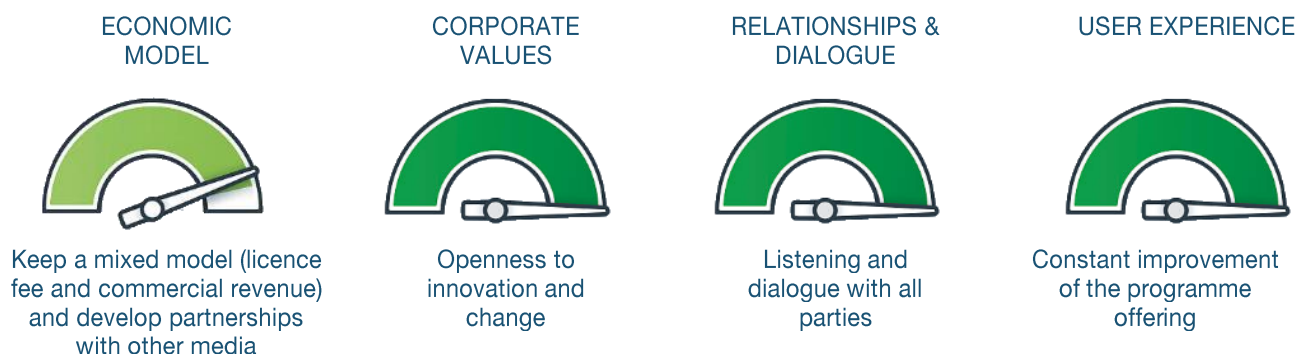 ECONOMIC
MODEL
CORPORATE
VALUES
RELATIONSHIPS &
DIALOGUE
USER EXPERIENCE
Keep a mixed model (licence
fee and commercial revenue)
and develop partnerships
with other media
Openness to
innovation and
change
Listening and
dialogue with all
parties
Constant improvement
of the programme
offering